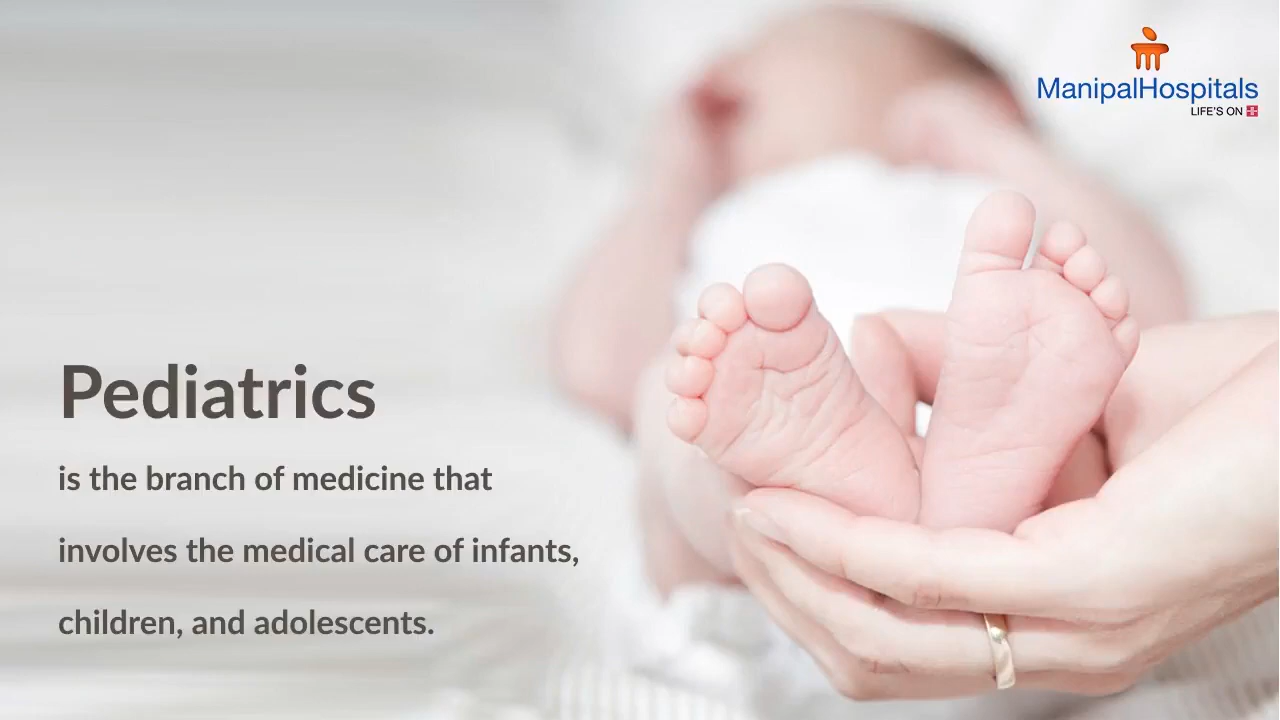 ManipalHospitals
LIFE'S ON
Pediatrics
is the branch of medicine that
involves the medical care of infants,
children, and adolescents.